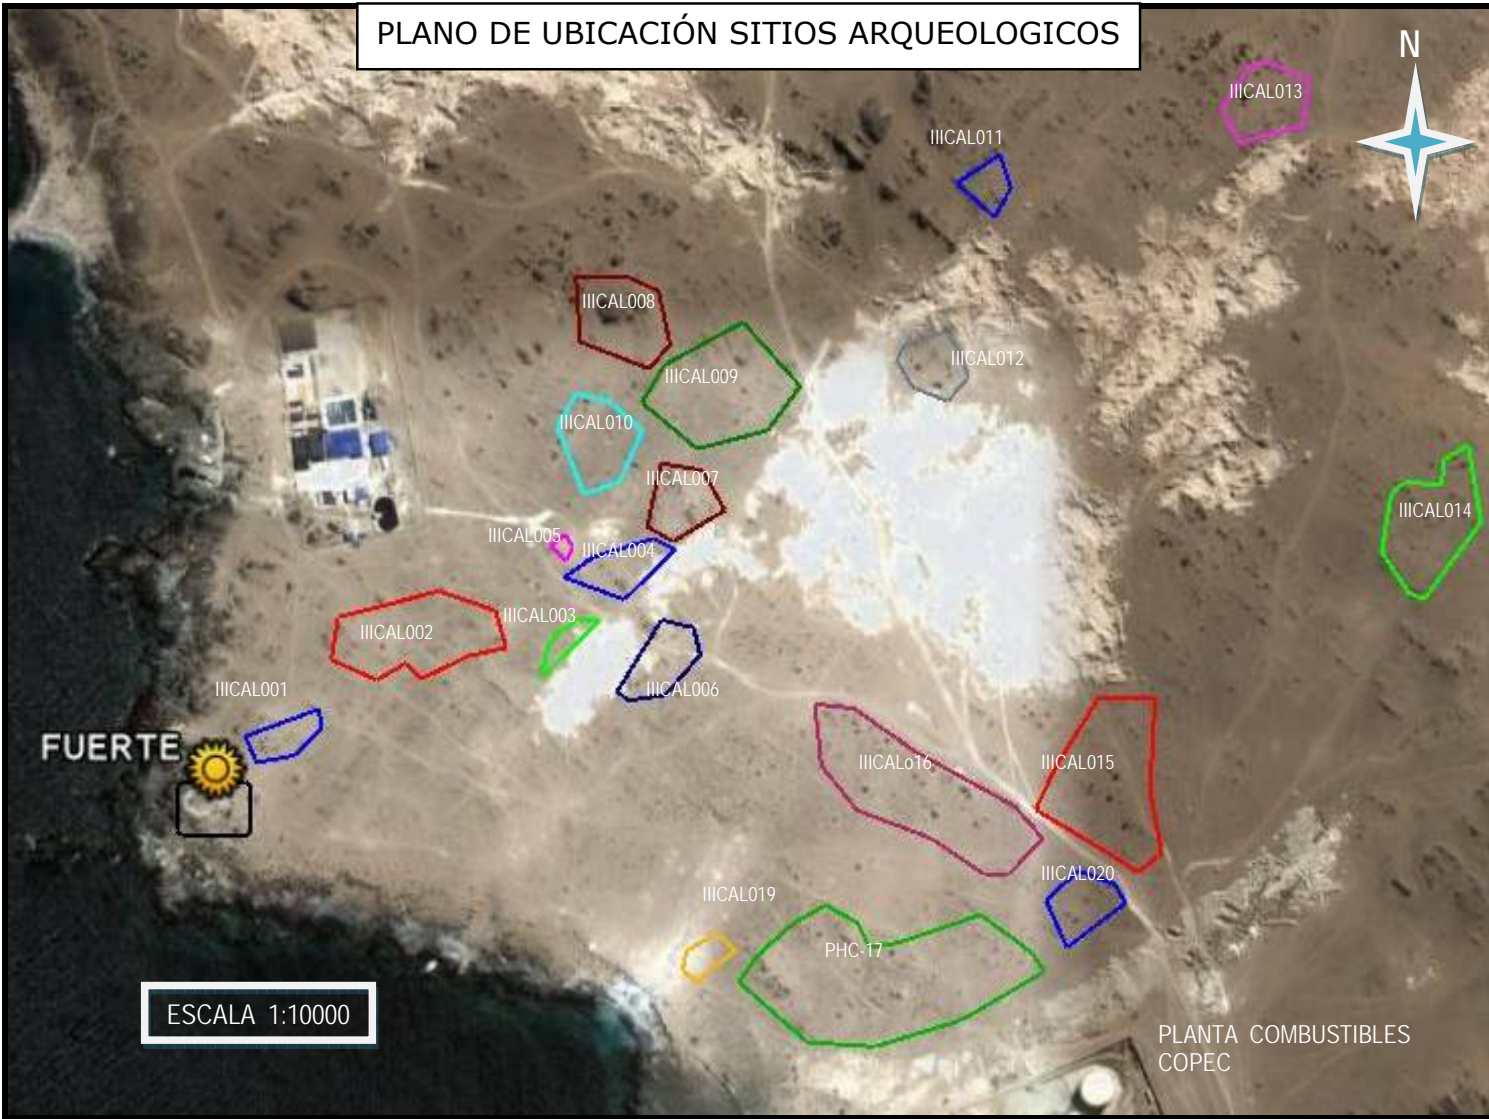 PLANO DE UBICACIÓN SITIOS ARQUEOLOGICOS
N
IIICAL013
IIICAL011
IIICAL008
IIICAL012
IIICAL009
IIICAL010
IIICAL007
IIICAL014
IIICAL005
IIICAL004
IIICAL003
IIICAL002
IIICAL001
IIICAL006
FUERTE
IIICALo16
IIICAL015
IIICAL020
IIICAL019
PHC-17
ESCALA 1:10000
PLANTA COMBUSTIBLES
COPEC